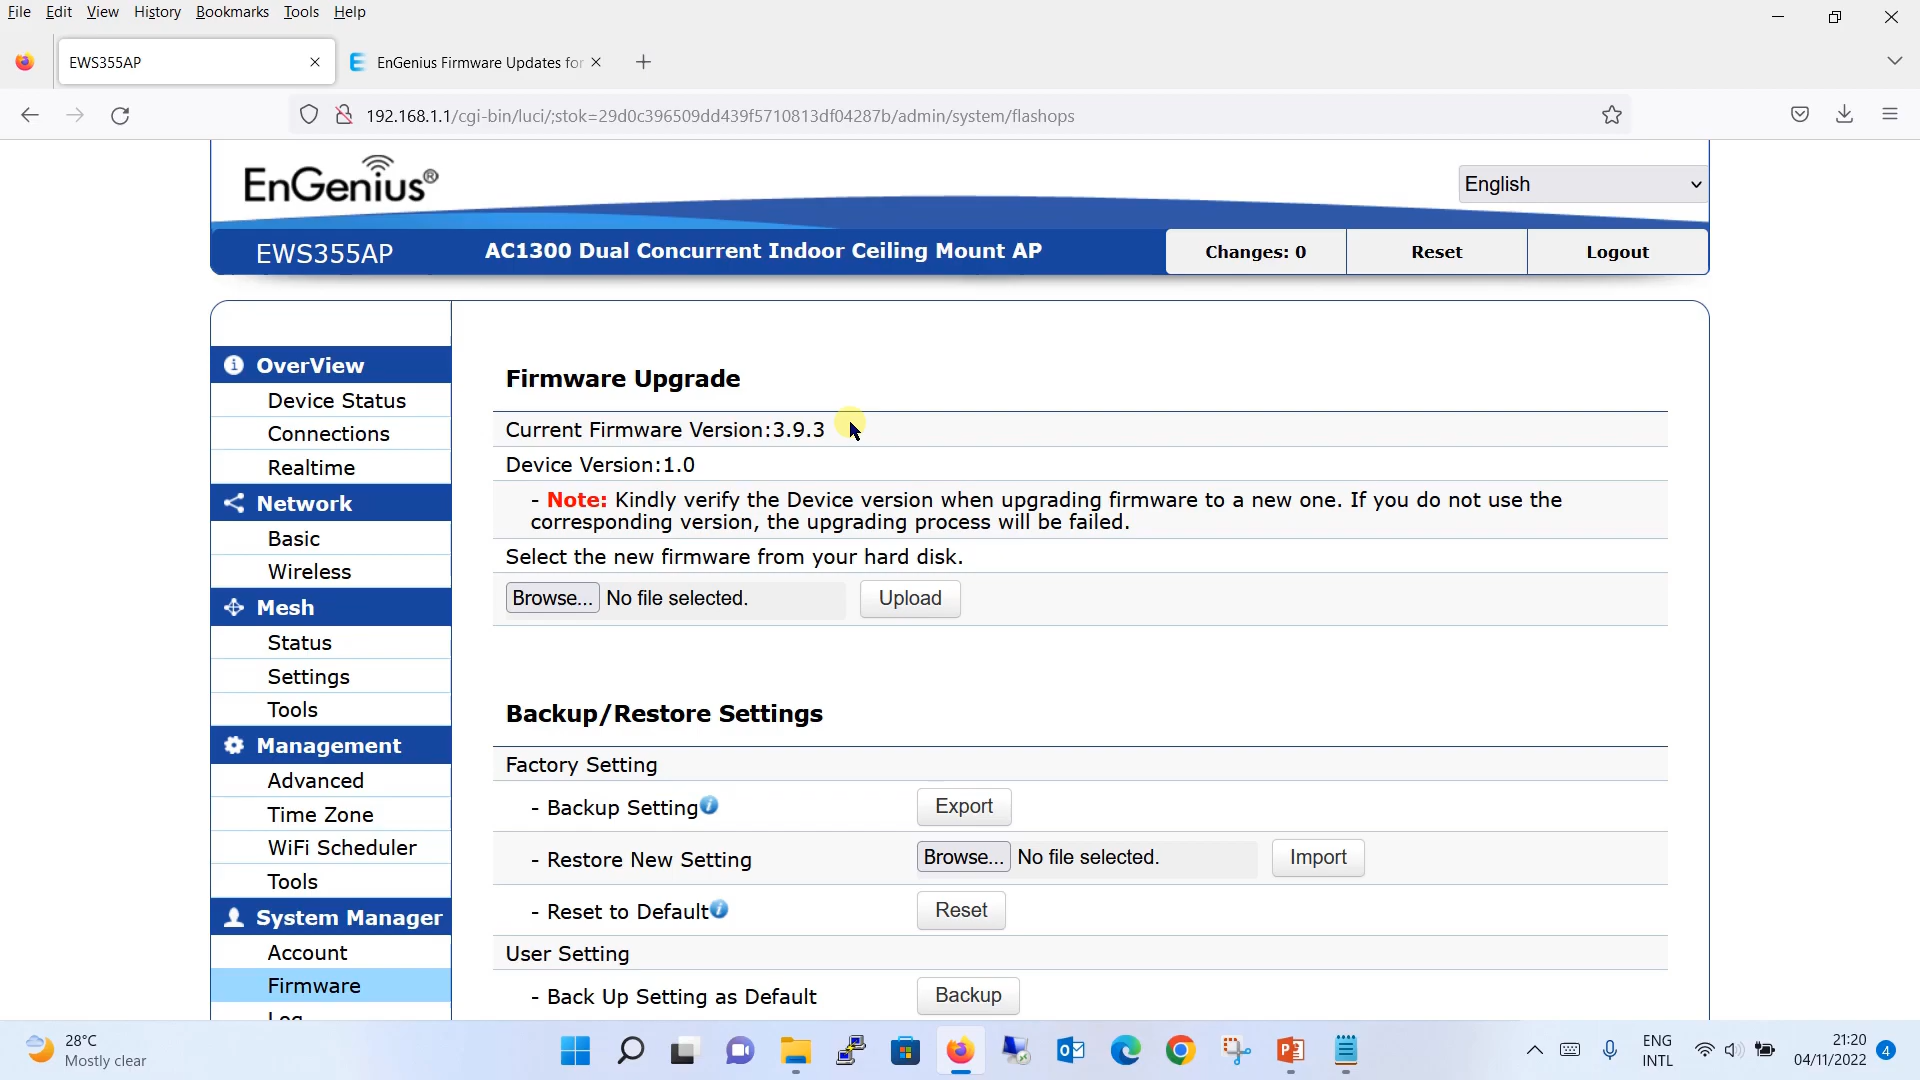 File Edit View History Bookmarks Tools Help
EWS355AP
EnGenius Firmware Updates for
192.168.1.1/cgi-bin/luci/;stok=29d0c396509dd439f5710813df04287b/admin/system/flashops
EnGenius®
English
EWS355AP
AC1300 Dual Concurrent Indoor Ceiling Mount AP
Changes: 0
Reset
Logout
OverView
Device Status
Connections
Realtime
Network
Basic
Wireless
Mesh
Status
Settings
Tools
Management
Advanced
Time Zone
WiFi Scheduler
Tools
System Manager
Account
Firmware
Log
Firmware Upgrade
Current Firmware Version:3.9.3
Device Version:1.0
- Note: Kindly verify the Device version when upgrading firmware to a new one. If you do not use the
corresponding version, the upgrading process will be failed.
Select the new firmware from your hard disk.
Browse... No file selected. Upload
Backup/Restore Settings
Factory Setting
- Backup Setting Export
- Restore New Setting Browse... No file selected. Import
- Reset to Default Reset
User Setting
- Back Up Setting as Default Backup
28°C
Mostly clear
ENG
INTL
21:20
04/11/2022
4